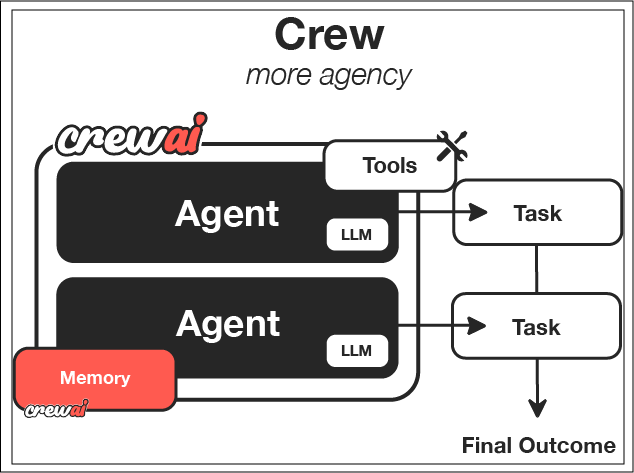 Crew
more agency
crewai
Tools
Agent
LLM
Task
Agent
LLM
Task
Memory
crewai
Final Outcome